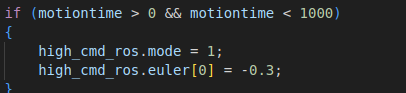 if (motiontime > 0 && motiontime < 1000)
{
    high_cmd_ros.mode = 1;
    high_cmd_ros.euler[0] = -0.3;
}